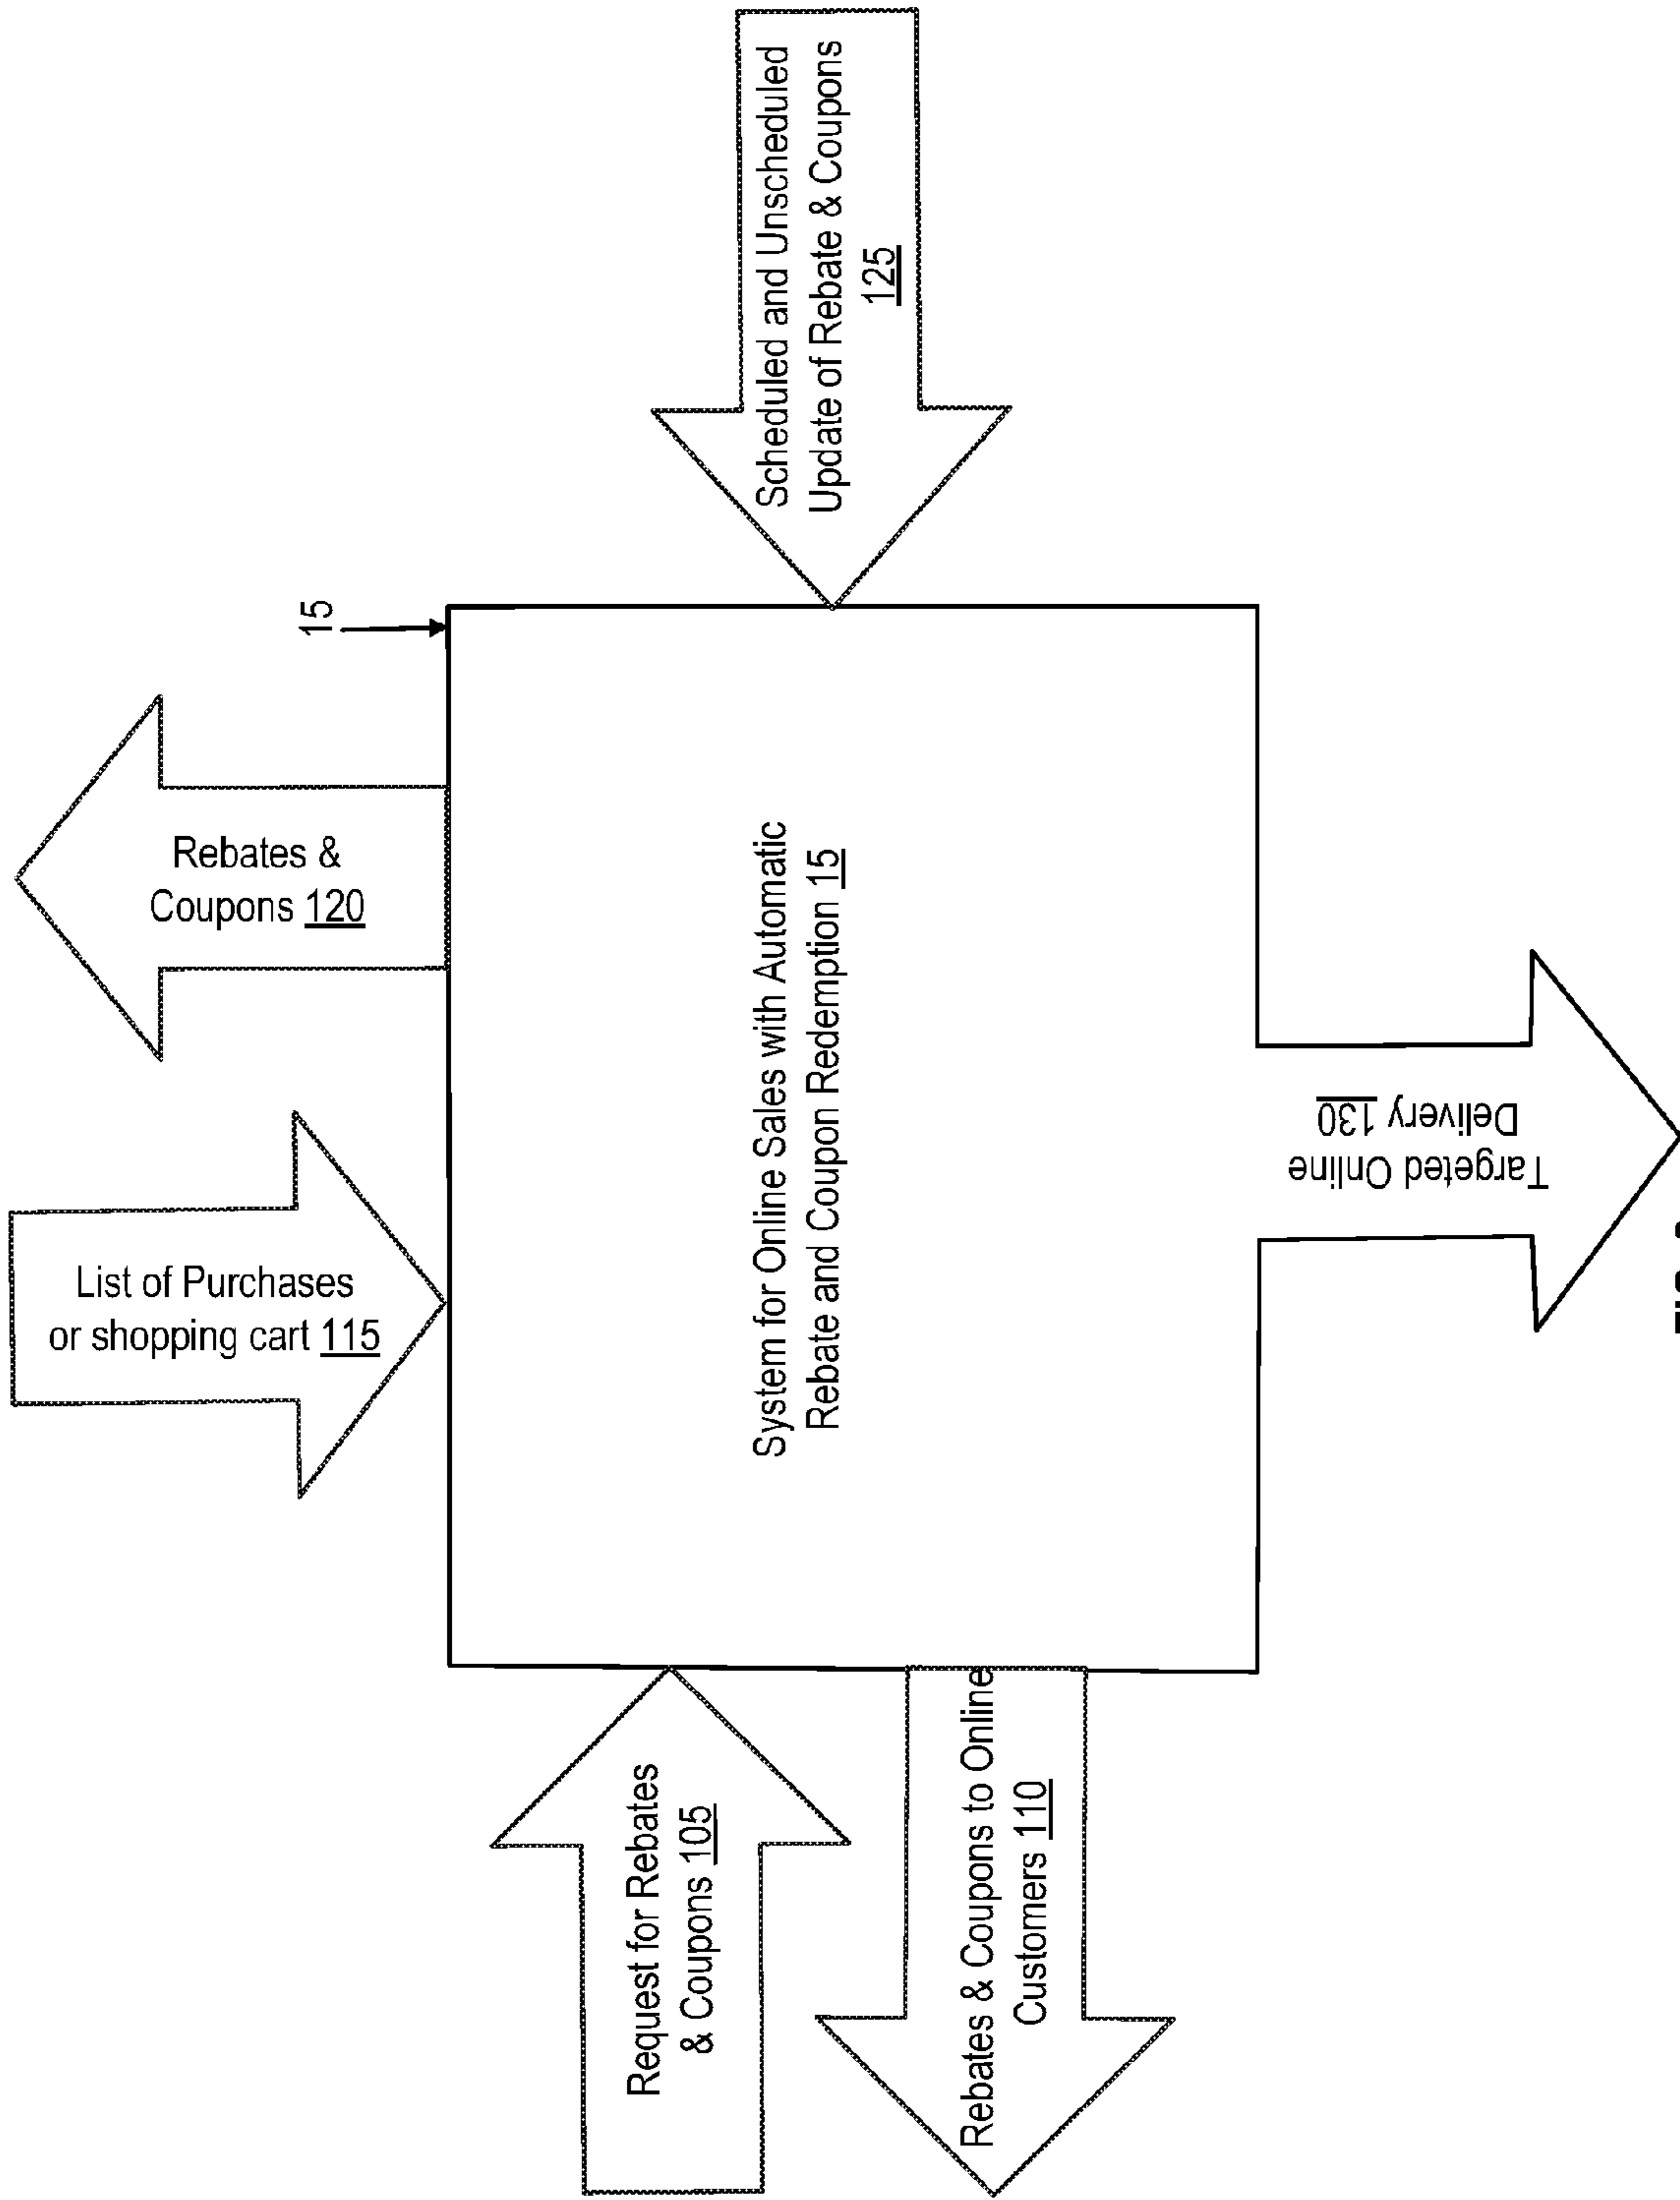 List of Purchases
or shopping cart 115
Rebates &
Coupons 120
15
Request for Rebates
& Coupons 105
Rebates & Coupons to Online
Customers 110
System for Online Sales with Automatic
Rebate and Coupon Redemption 15
Scheduled and Unscheduled
Update of Rebate & Coupons
125
Targeted Online
Delivery 130
FIG.